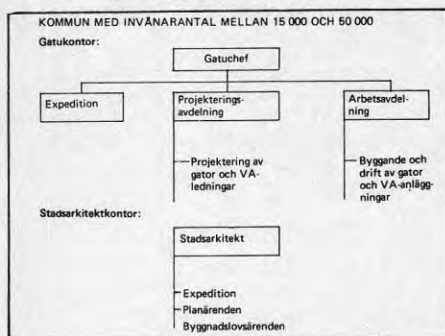 KOMMUN MED INVÅNARANTAL MELLAN 15 000 OCH 50 000
Gatukontor:
Gatuchef
Expedition
Projekterings-
avdelning
Arbetsavdel-
ning
Projektering av
gator och VA-
ledningar
Byggande och
drift av gator
och VA-anlägg-
ningar
Stadsarkitektkontor:
Stadsarkitekt
Expedition
Planärenden
Byggnadslovsärenden